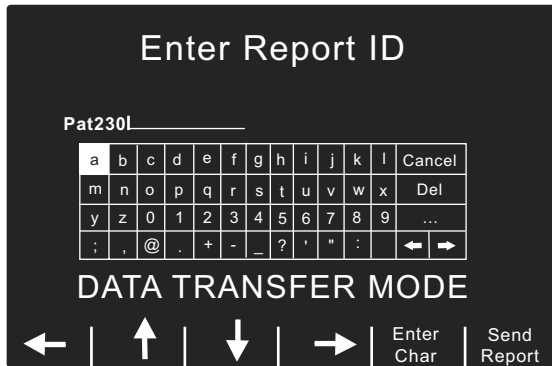 Enter Report ID
Pat230l
a b c d e f g h i j k l Cancel
m n o p q r s t u v w x Del
y z 0 1 2 3 4 5 6 7 8 9 ...
; , @ . + - _ ? ' " :
DATA TRANSFER MODE
Enter Char
Send Report